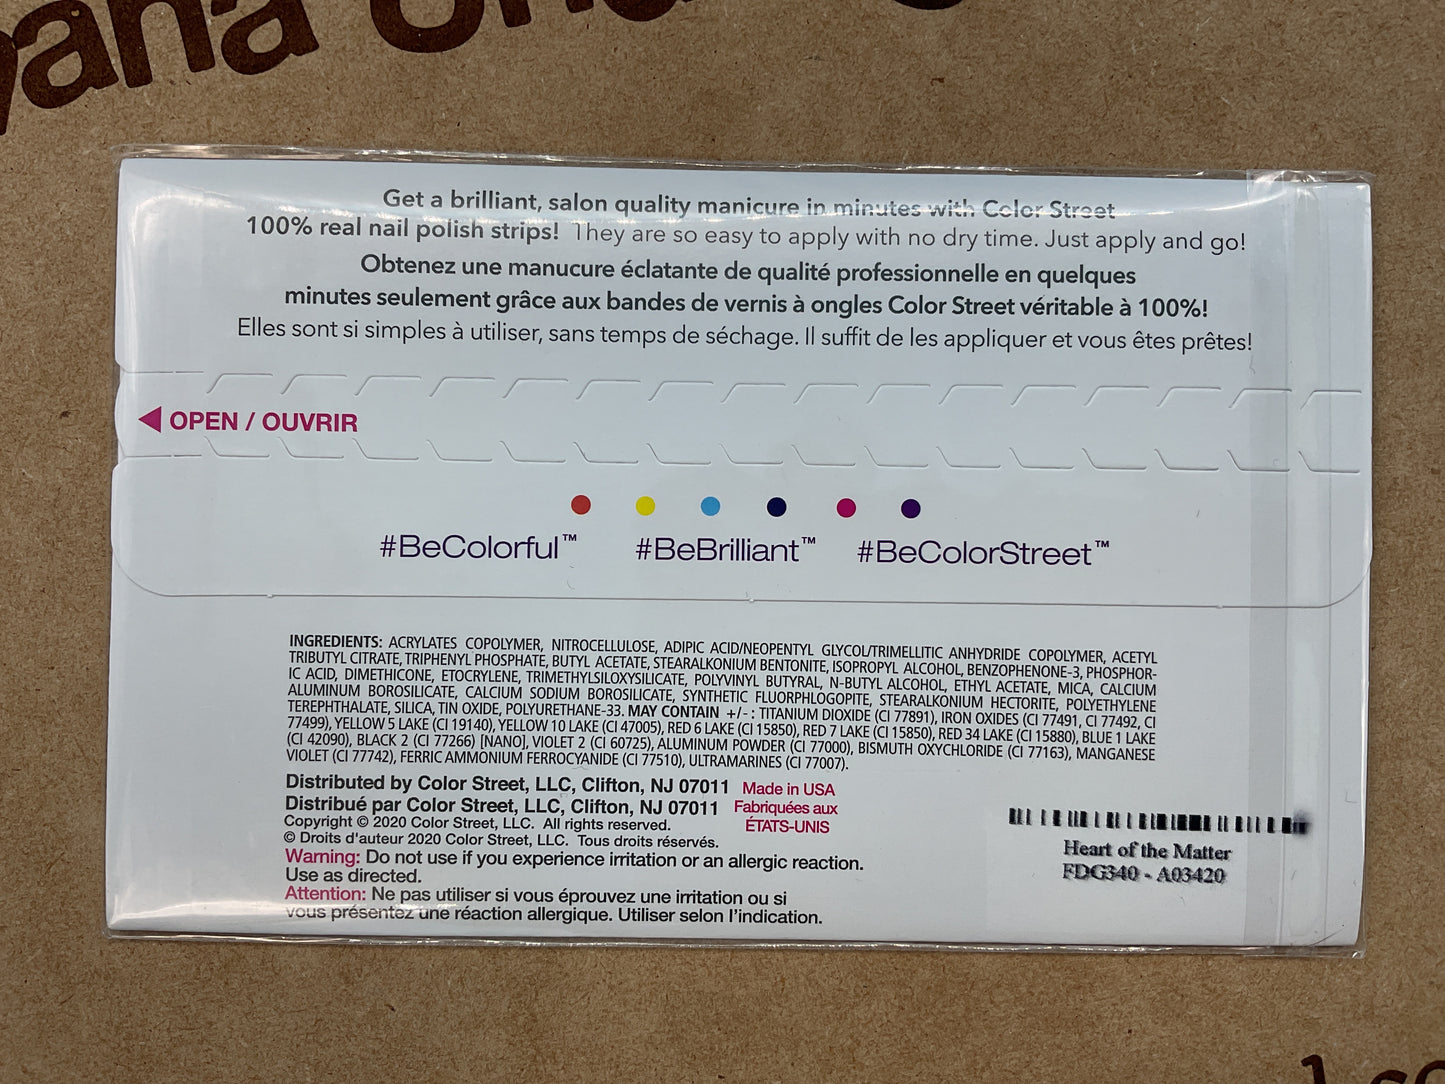 Get a brilliant, salon quality manicure in minutes with Color Street
100% real nail polish strips! They are so easy to apply with no dry time. Just apply and go!
Obtenez une manucure éclatante de qualité professionnelle en quelques
minutes seulement grâce aux bandes de vernis à ongles Color Street véritable à 100%!
Elles sont si simples à utiliser, sans temps de séchage. Il suffit de les appliquer et vous êtes prêtes!
OPEN / OUVRIR
#BeColorful™ #BeBrilliant™ #BeColorStreet™
INGREDIENTS: ACRYLATES COPOLYMER, NITROCELLULOSE, ADIPIC ACID/NEOPENTYL GLYCOL/TRIMELLITIC ANHYDRIDE COPOLYMER, ACETYL
TRIBUTYL CITRATE, TRIPHENYL PHOSPHATE, BUTYL ACETATE, STEARALKONIUM BENTONITE, ISOPROPYL ALCOHOL, BENZOPHENONE-3, PHOSPHOR-
IC ACID, DIMETHICONE, ETOCRYLENE, TRIMETHYLSILOXYSILICATE, POLYVINYL BUTYRAL, N-BUTYL ALCOHOL, ETHYL ACETATE, MICA, CALCIUM
ALUMINUM BOROSILICATE, CALCIUM SODIUM BOROSILICATE, SYNTHETIC FLUORPHLOGOPITE, STEARALKONIUM HECTORITE, POLYETHYLENE
TEREPHTHALATE, SILICA, TIN OXIDE, POLYURETHANE-33. MAY CONTAIN +/- : TITANIUM DIOXIDE (CI 77891), IRON OXIDES (CI 77491, CI 77492, CI
77499), YELLOW 5 LAKE (CI 19140), YELLOW 10 LAKE (CI 47005), RED 6 LAKE (CI 15850), RED 7 LAKE (CI 15850), RED 34 LAKE (CI 15880), BLUE 1 LAKE
(CI 42090), BLACK 2 (CI 77266) [NANO], VIOLET 2 (CI 60725), ALUMINUM POWDER (CI 77000), BISMUTH OXYCHLORIDE (CI 77163), MANGANESE
VIOLET (CI 77742), FERRIC AMMONIUM FERROCYANIDE (CI 77510), ULTRAMARINES (CI 77007).
Distributed by Color Street, LLC, Clifton, NJ 07011
Distribué par Color Street, LLC, Clifton, NJ 07011
Made in USA
Fabriquées aux
ÉTATS-UNIS
Copyright © 2020 Color Street, LLC. All rights reserved.
© Droits d'auteur 2020 Color Street, LLC. Tous droits réservés.
Warning: Do not use if you experience irritation or an allergic reaction.
Use as directed.
Attention: Ne pas utiliser si vous éprouvez une irritation ou si
vous présentez une réaction allergique. Utiliser selon l'indication.
Heart of the Matter
FDG340 - A03420